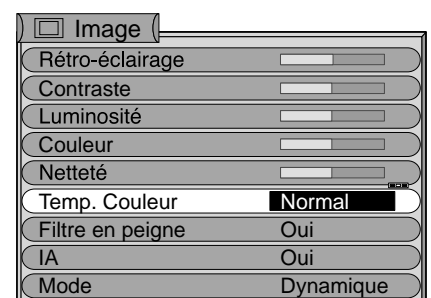 Image
Rétro-éclairage
Contraste
Luminosité
Couleur
Netteté
Temp. Couleur Normal
Filtre en peigne Oui
IA Oui
Mode Dynamique